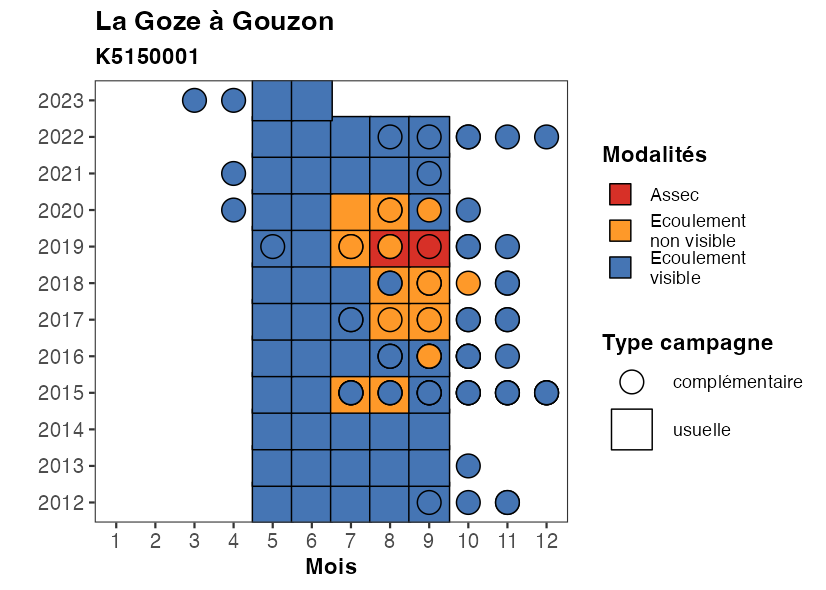 La Goze à Gouzon
K5150001
2023
2022
2021
2020
2019
2018
2017
2016
2015
2014
2013
2012
1 2 3 4 5 6 7 8 9 10 11 12
Mois
Modalités
Assec
Ecoulement
non visible
Ecoulement
visible
Type campagne
complémentaire
usuelle